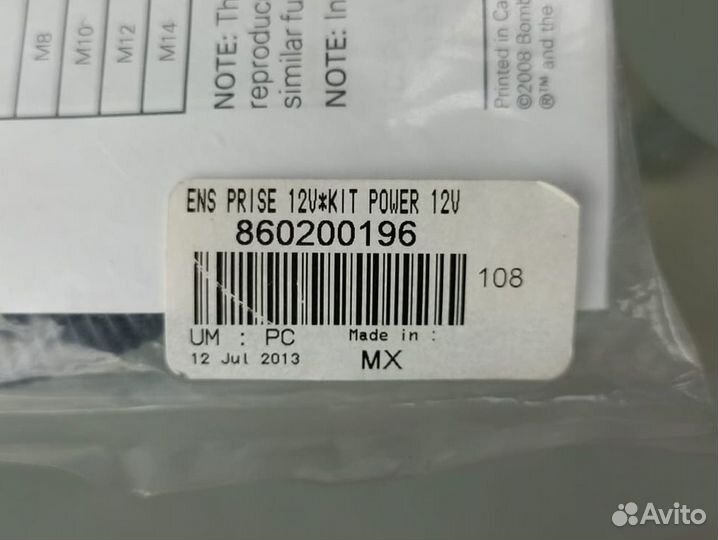 M8
M10
M12
M14
NOTE: Th
reproduc
similar fu
NOTE: In
Printed in Ca
©2008 Bomb
®™ and the
ENS PRISE 12V*KIT POWER 12V
860200196
108
UM : PC
Made in :
12 Jul 2013
MX
Avito